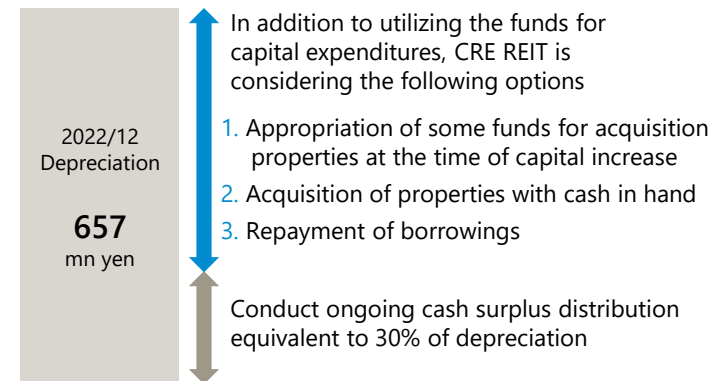 2022/12
Depreciation
657
mn yen
In addition to utilizing the funds for
capital expenditures, CRE REIT is
considering the following options
1. Appropriation of some funds for acquisition
properties at the time of capital increase
2. Acquisition of properties with cash in hand
3. Repayment of borrowings
Conduct ongoing cash surplus distribution
equivalent to 30% of depreciation